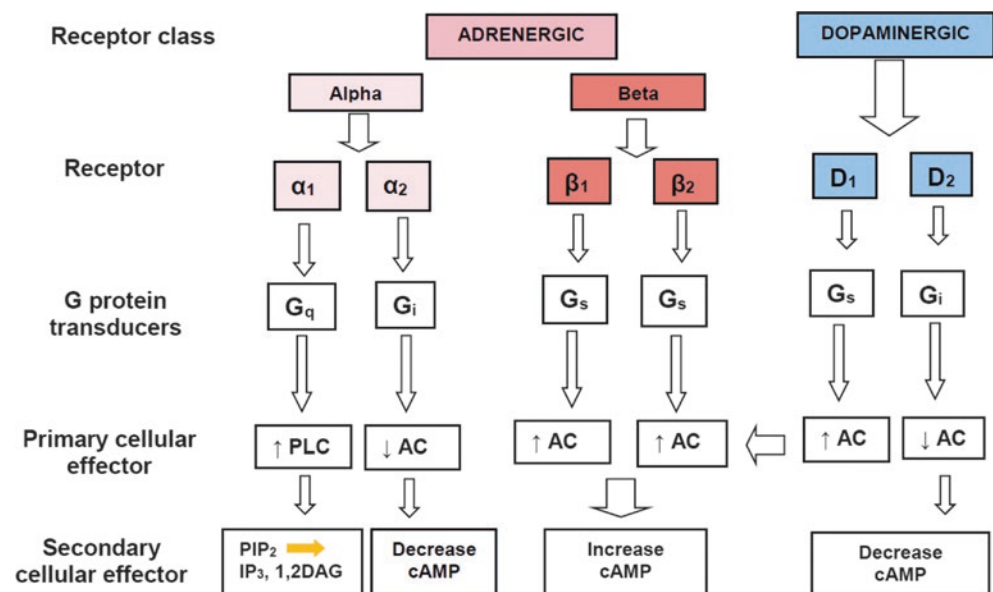 Receptor class
ADRENERGIC
DOPAMINERGIC
Alpha
Beta
Receptor
α₁
α₂
β₁
β₂
D₁
D₂
G protein
transducers
Gq
Gᵢ
Gₛ
Gₛ
Gₛ
Gᵢ
Primary cellular
effector
↑ PLC
↓ AC
↑ AC
↑ AC
↑ AC
↓ AC
Secondary
cellular effector
PIP₂
IP₃, 1,2DAG
Decrease
cAMP
Increase
cAMP
Decrease
cAMP